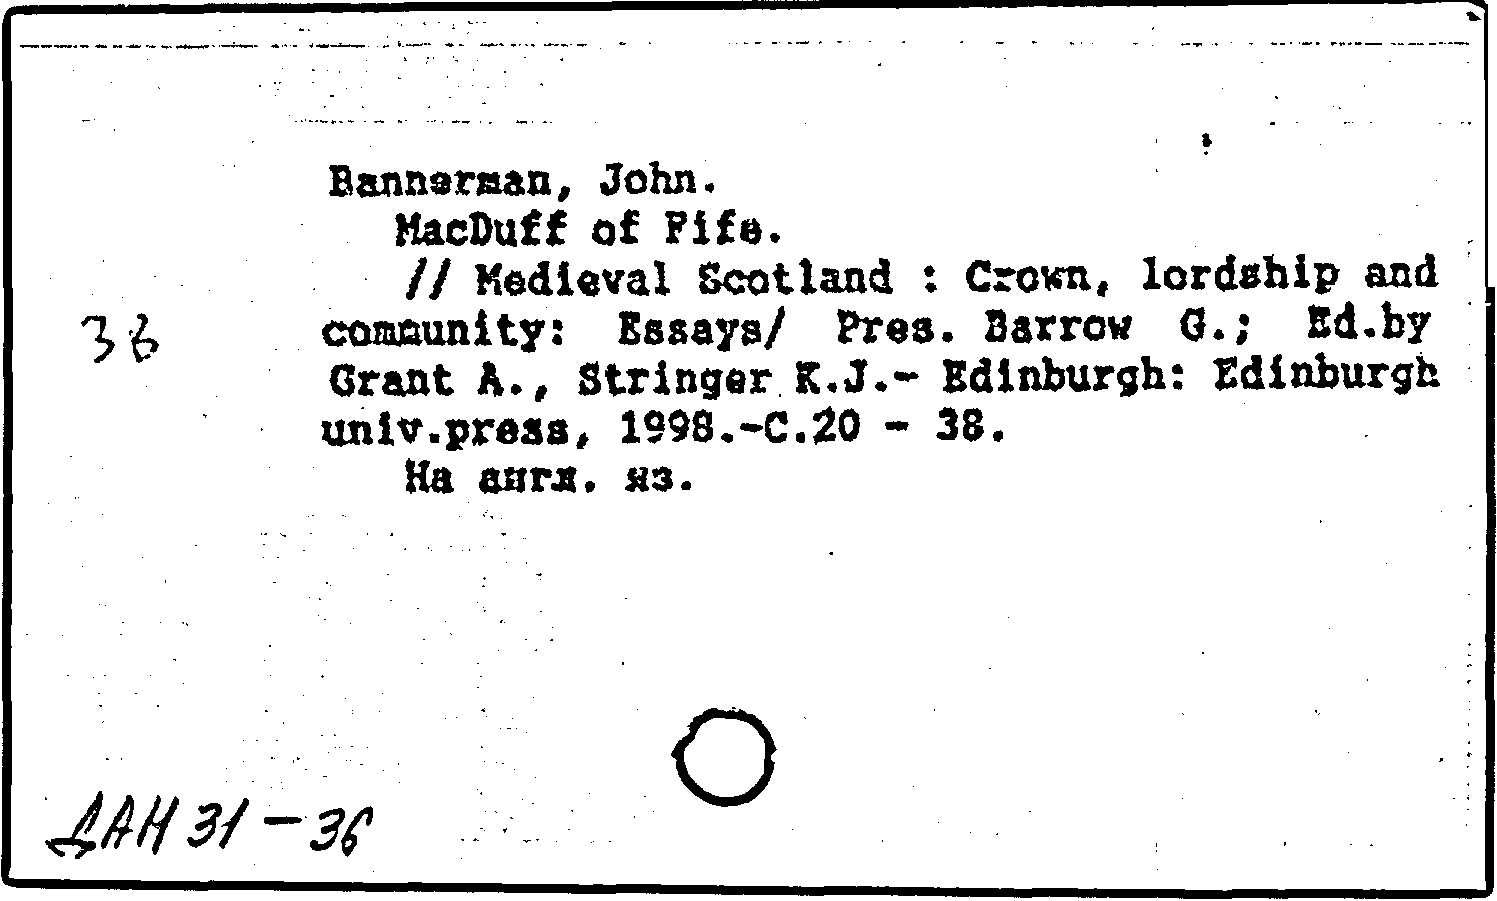 Bannerman, John.
MacDuff of Fife.
// Medieval Scotland : Crown, lordship and
36 community: Essays/ Pres. Barrow G.; Ed.by
Grant A., Stringer K.J.- Edinburgh: Edinburgh
univ.press, 1998.-C.20 - 38.
На англ. яз.
ДАН 31-36